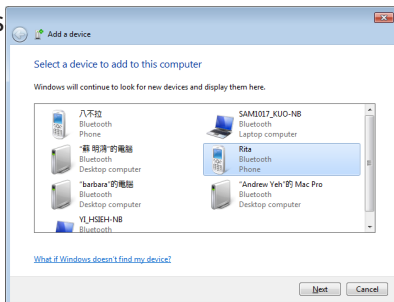 s
Add a device
Select a device to add to this computer
Windows will continue to look for new devices and display them here.
八不拉
Bluetooth
Phone
SAM1017_KUO-NB
Bluetooth
Laptop computer
"蘇 明鴻"的電腦
Bluetooth
Desktop computer
Rita
Bluetooth
Phone
"barbara"的電腦
Bluetooth
Desktop computer
"Andrew Yeh"的 Mac Pro
Bluetooth
Desktop computer
YI_HSIEH-NB
Bluetooth
What if Windows doesn't find my device?
Next
Cancel